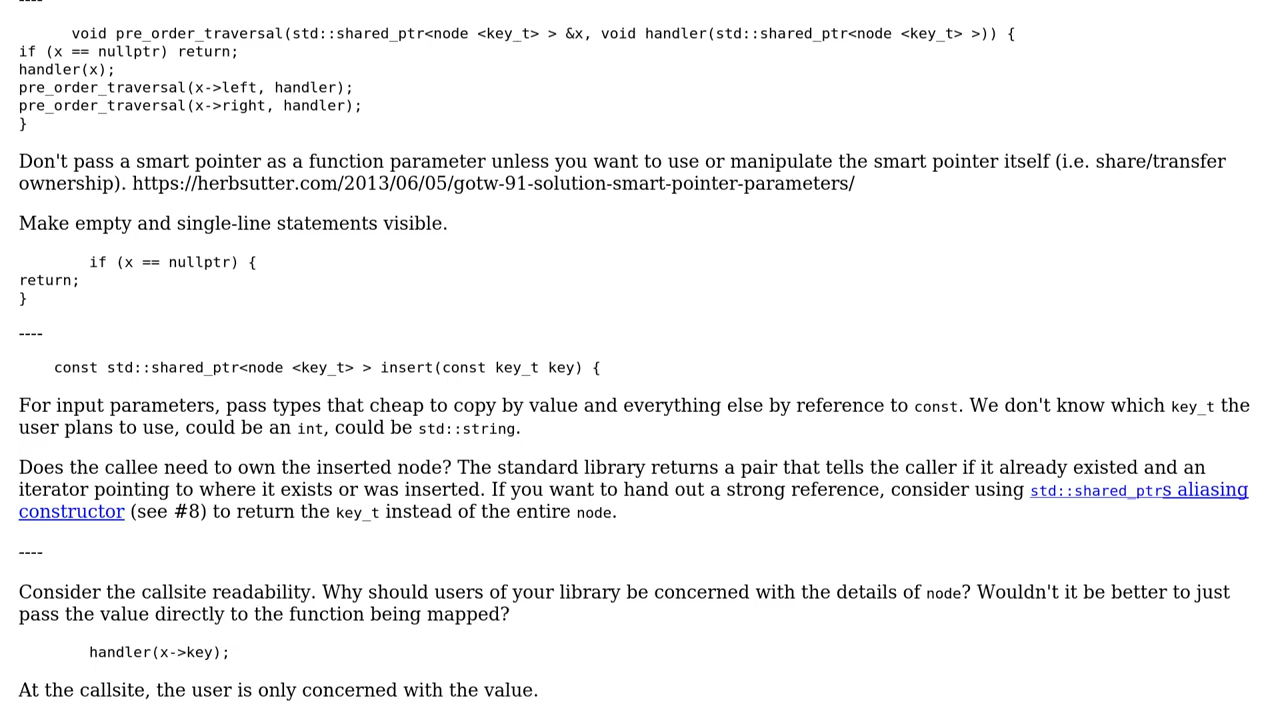 ----
void pre_order_traversal(std::shared_ptr<node <key_t> > &x, void handler(std::shared_ptr<node <key_t> >)) {
if (x == nullptr) return;
handler(x);
pre_order_traversal(x->left, handler);
pre_order_traversal(x->right, handler);
}
Don't pass a smart pointer as a function parameter unless you want to use or manipulate the smart pointer itself (i.e. share/transfer
ownership). https://herbsutter.com/2013/06/05/gotw-91-solution-smart-pointer-parameters/
Make empty and single-line statements visible.
if (x == nullptr) {
return;
}
----
const std::shared_ptr<node <key_t> > insert(const key_t key) {
For input parameters, pass types that cheap to copy by value and everything else by reference to const. We don't know which key_t the
user plans to use, could be an int, could be std::string.
Does the callee need to own the inserted node? The standard library returns a pair that tells the caller if it already existed and an
iterator pointing to where it exists or was inserted. If you want to hand out a strong reference, consider using std::shared_ptrs aliasing
constructor (see #8) to return the key_t instead of the entire node.
----
Consider the callsite readability. Why should users of your library be concerned with the details of node? Wouldn't it be better to just
pass the value directly to the function being mapped?
handler(x->key);
At the callsite, the user is only concerned with the value.